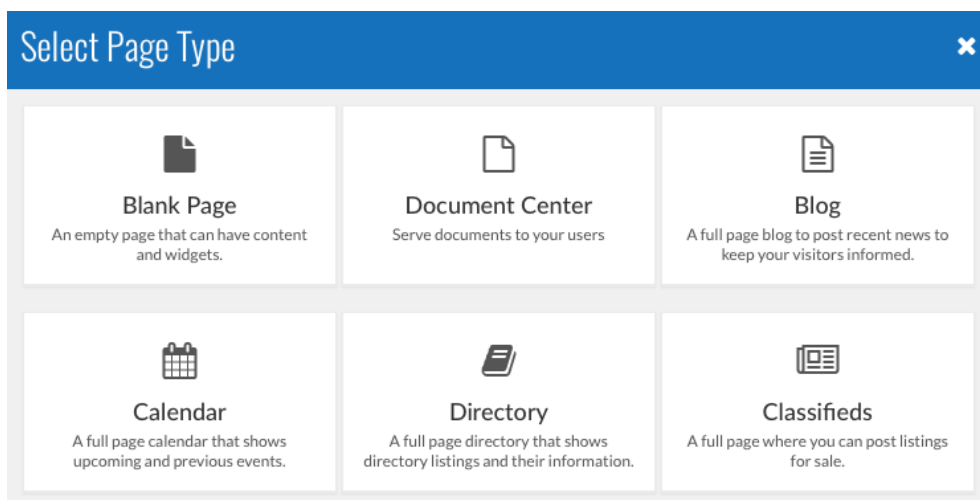 Select Page Type
Blank Page
An empty page that can have content
and widgets.
Document Center
Serve documents to your users
Blog
A full page blog to post recent news to
keep your visitors informed.
Calendar
A full page calendar that shows
upcoming and previous events.
Directory
A full page directory that shows
directory listings and their information.
Classifieds
A full page where you can post listings
for sale.